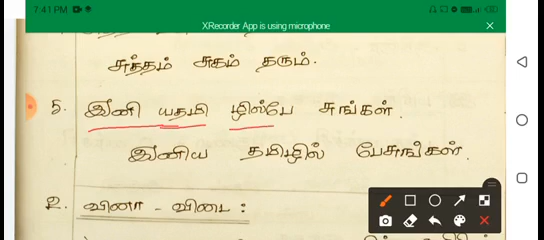 7:41 PM
XRecorder App is using microphone
சுத்தம் சுகம் தரும்.
5. இனி யதமி ழில்பே சுங்கள்.
இனிய தமிழில் பேசுங்கள்.
2. வினா - விடை :